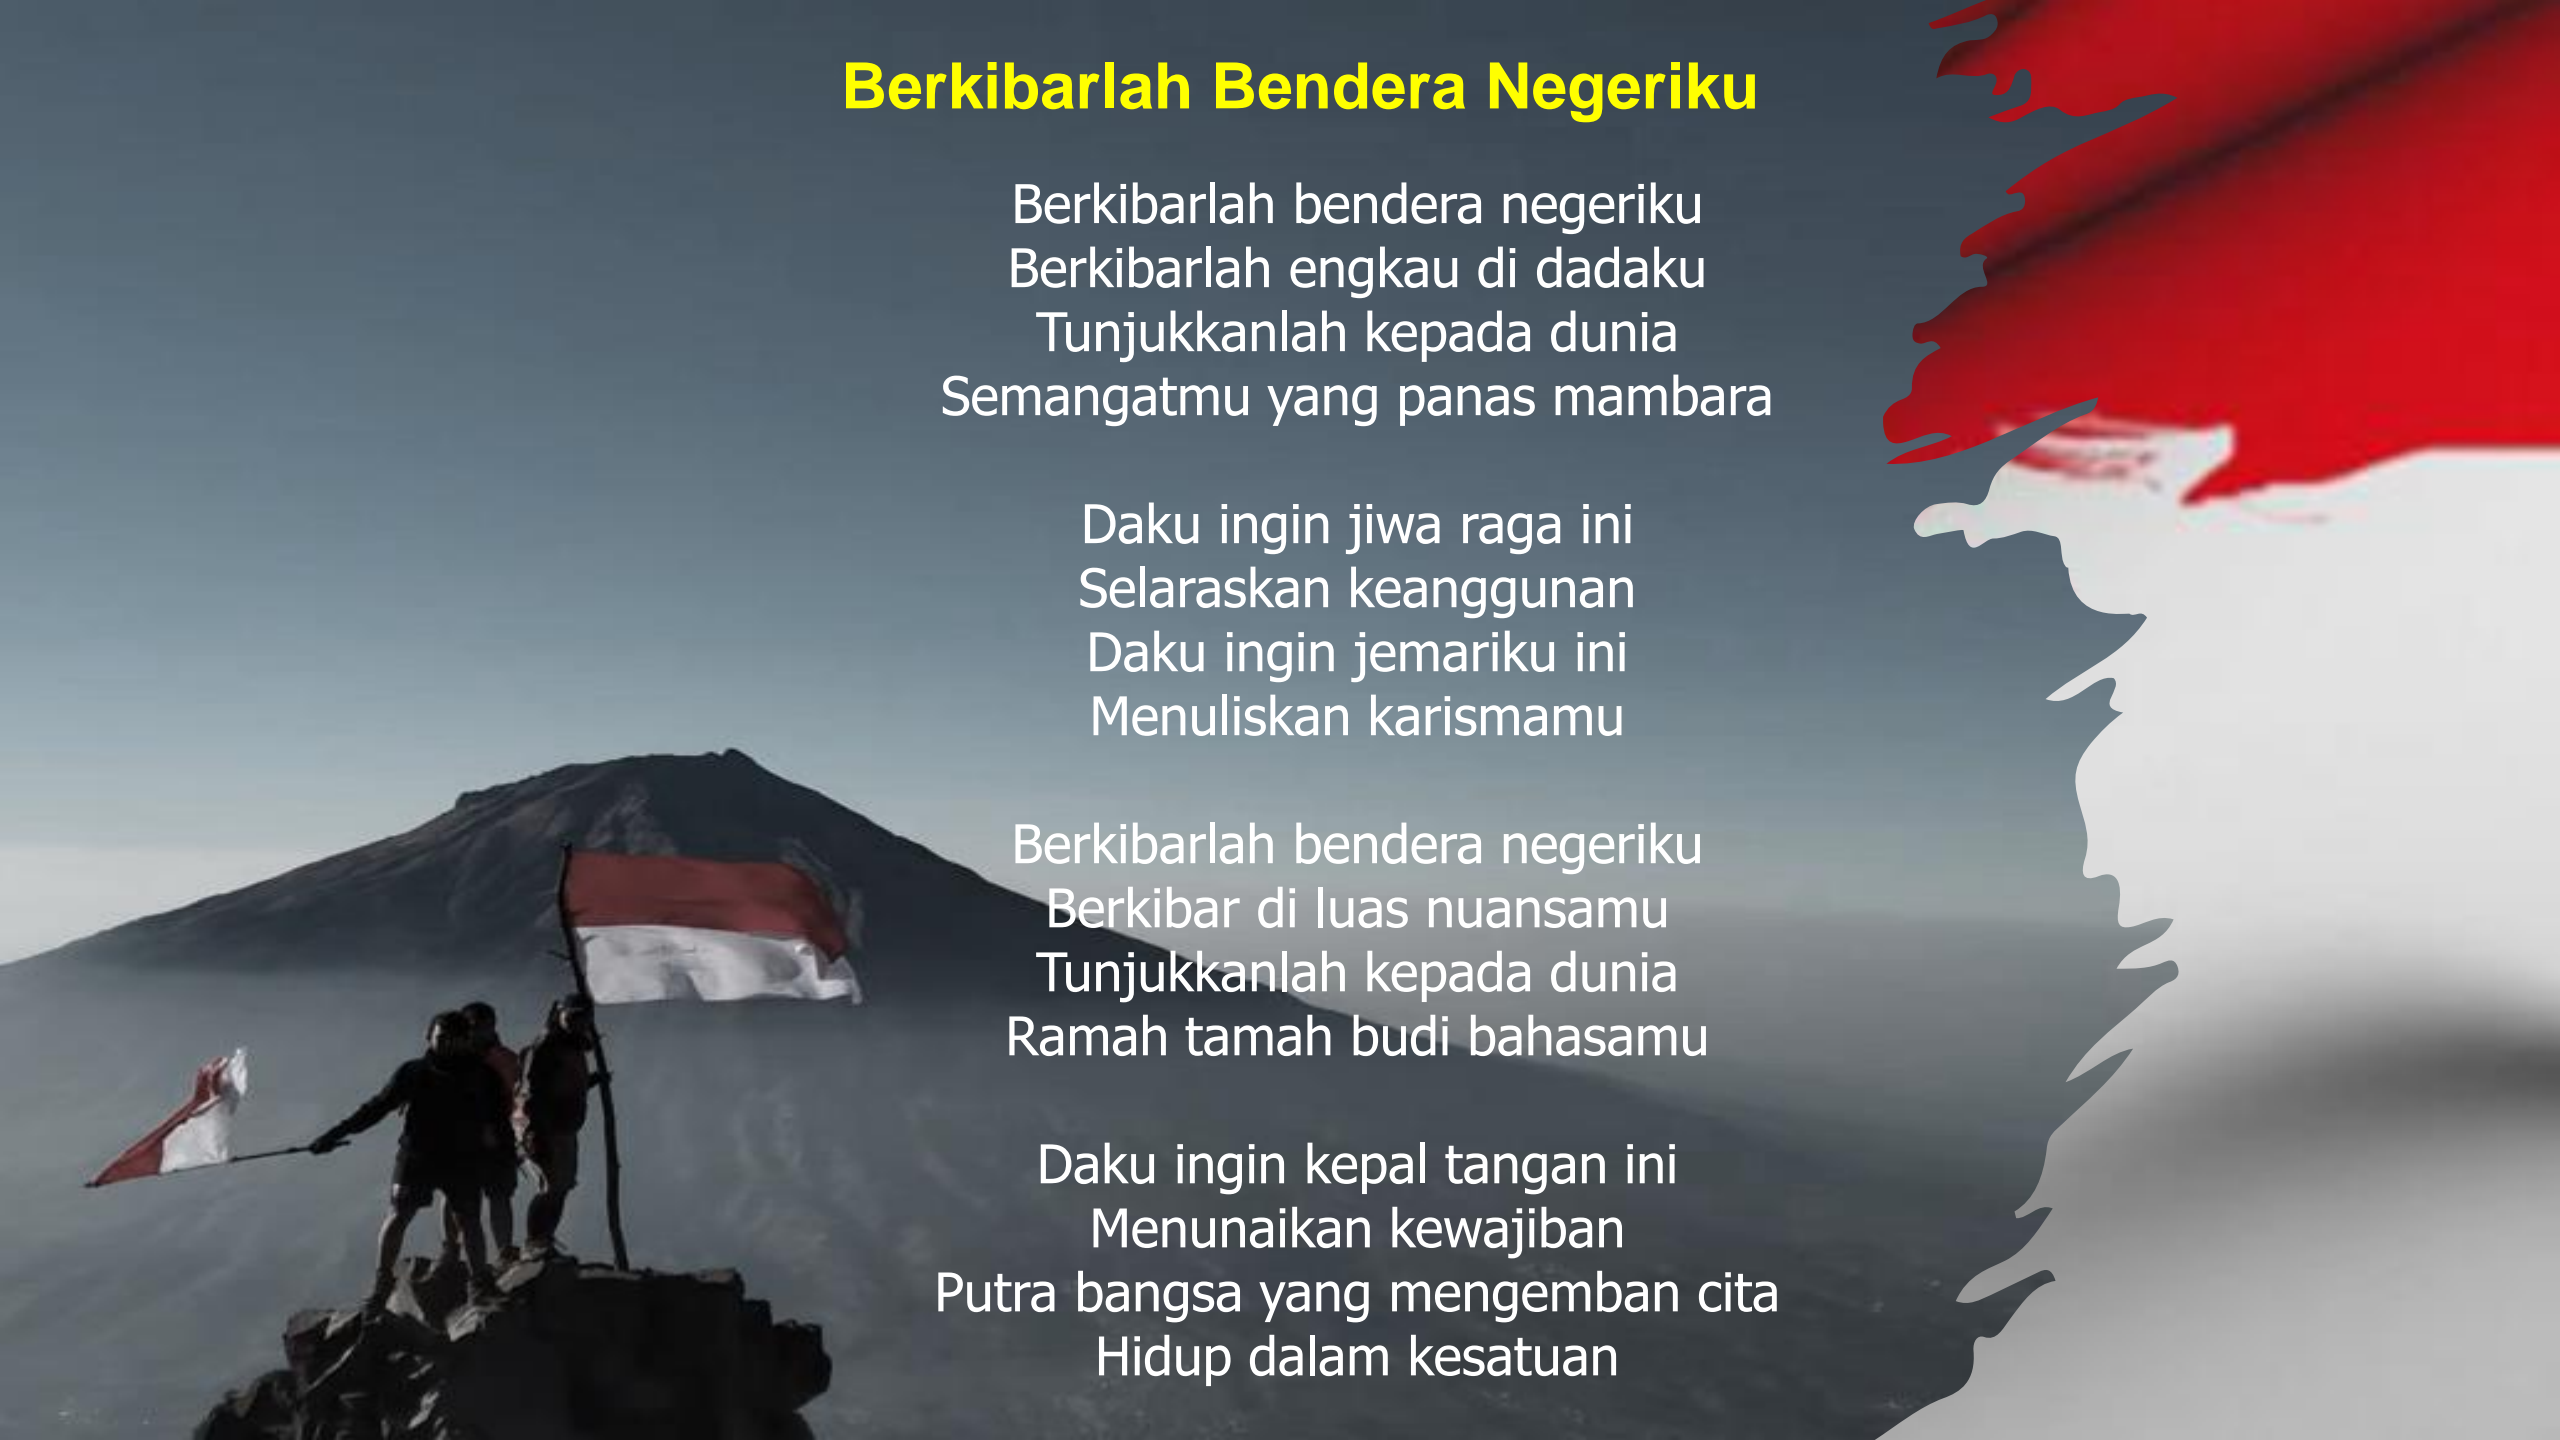 Berkibarlah Bendera Negeriku
Berkibarlah bendera negeriku
Berkibarlah engkau di dadaku
Tunjukkanlah kepada dunia
Semangatmu yang panas mambara
Daku ingin jiwa raga ini
Selaraskan keanggunan
Daku ingin jemariku ini
Menuliskan karismamu
Berkibarlah bendera negeriku
Berkibar di luas nuansamu
Tunjukkanlah kepada dunia
Ramah tamah budi bahasamu
Daku ingin kepal tangan ini
Menunaikan kewajiban
Putra bangsa yang mengemban cita
Hidup dalam kesatuan